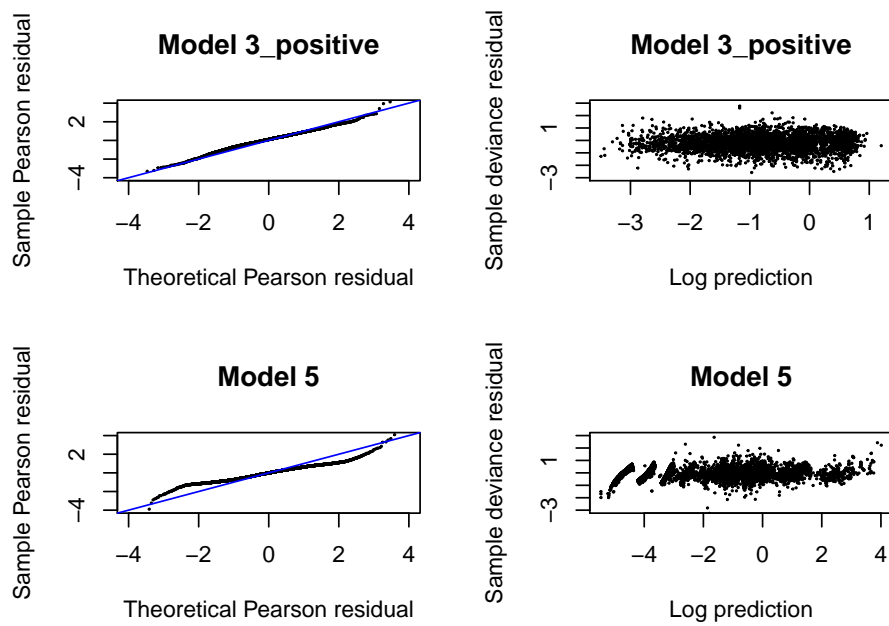 Model 3_positive
Sample Pearson residual
2
−4
−4 −2 0 2 4
Theoretical Pearson residual
Model 3_positive
Sample deviance residual
1
−3
−3 −2 −1 0 1
Log prediction
Model 5
Sample Pearson residual
2
−4
−4 −2 0 2 4
Theoretical Pearson residual
Model 5
Sample deviance residual
1
−3
−4 −2 0 2 4
Log prediction